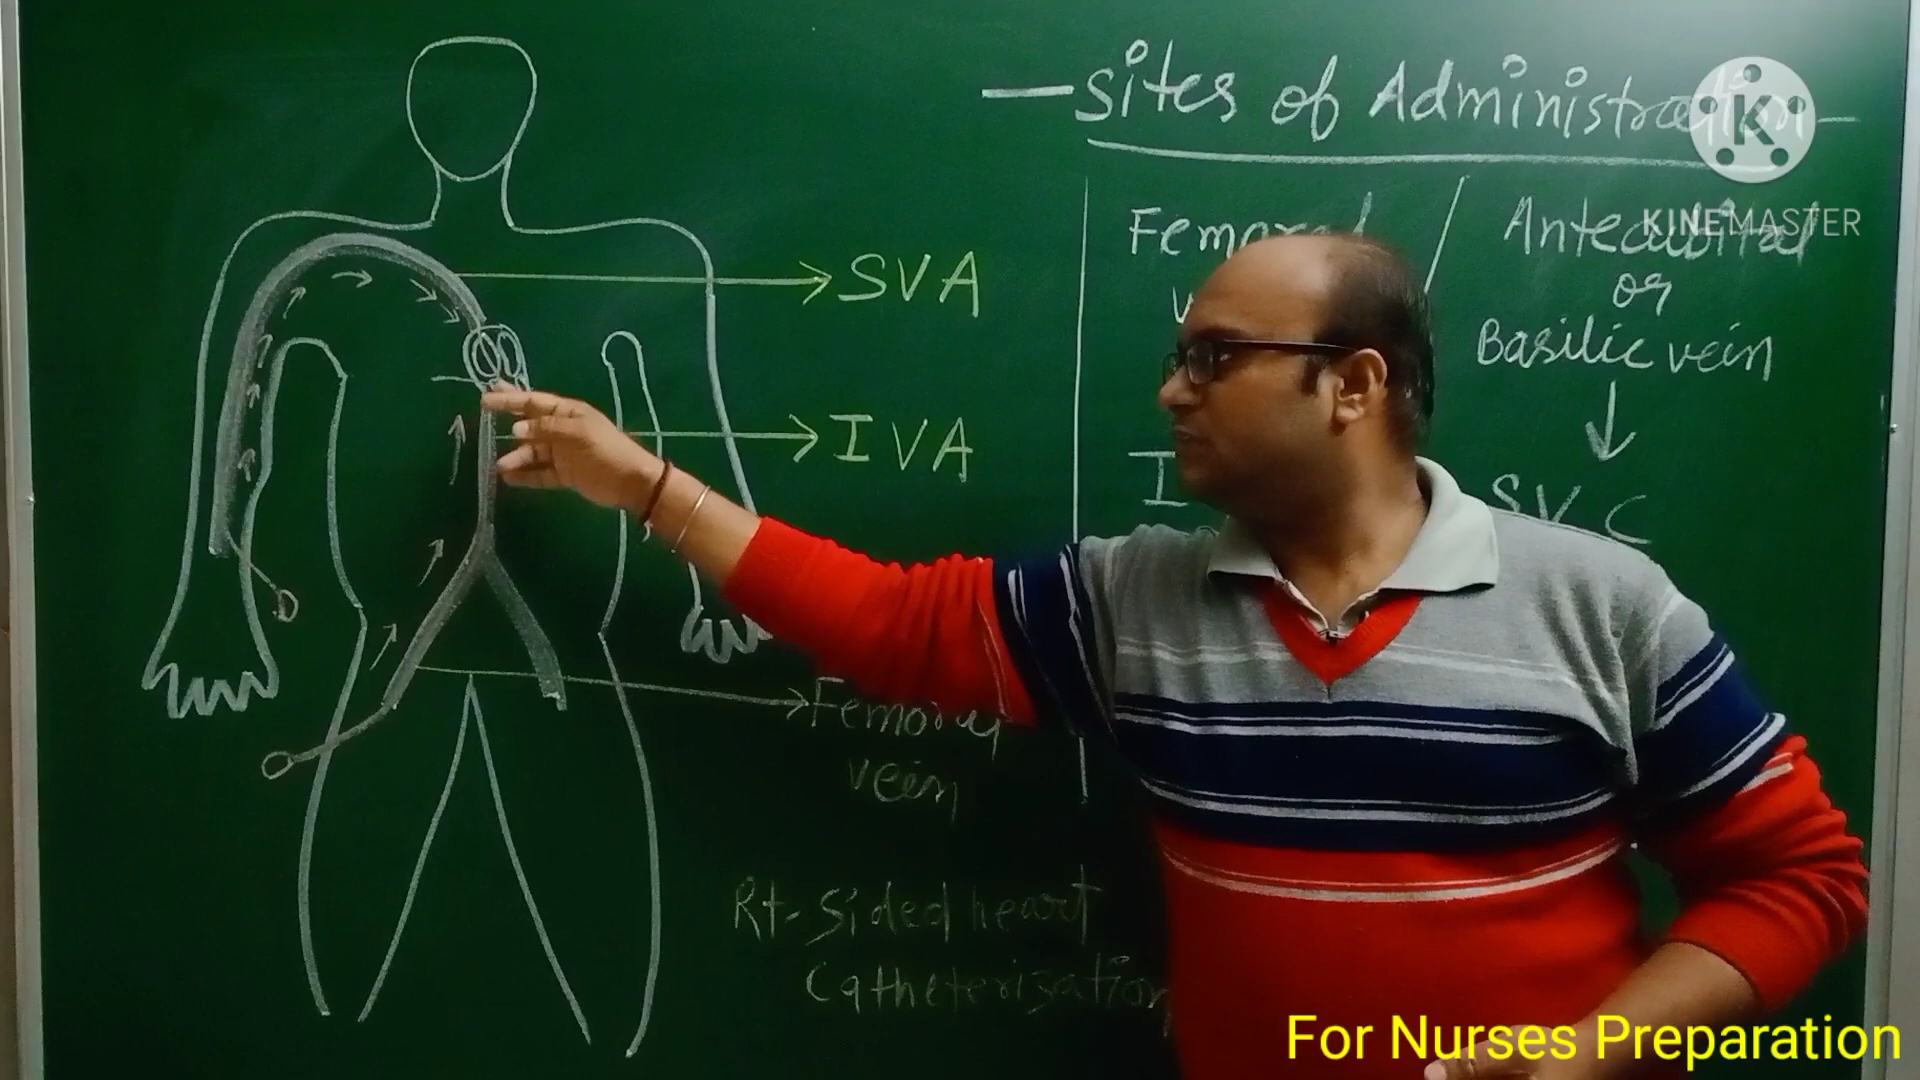 Sites of Administration
KINEMASTER
Antecubital
or
Basilic vein
SVC
SVA
IVA
Femoral
vein
Rt-Sided heart
Catheterization
For Nurses Preparation